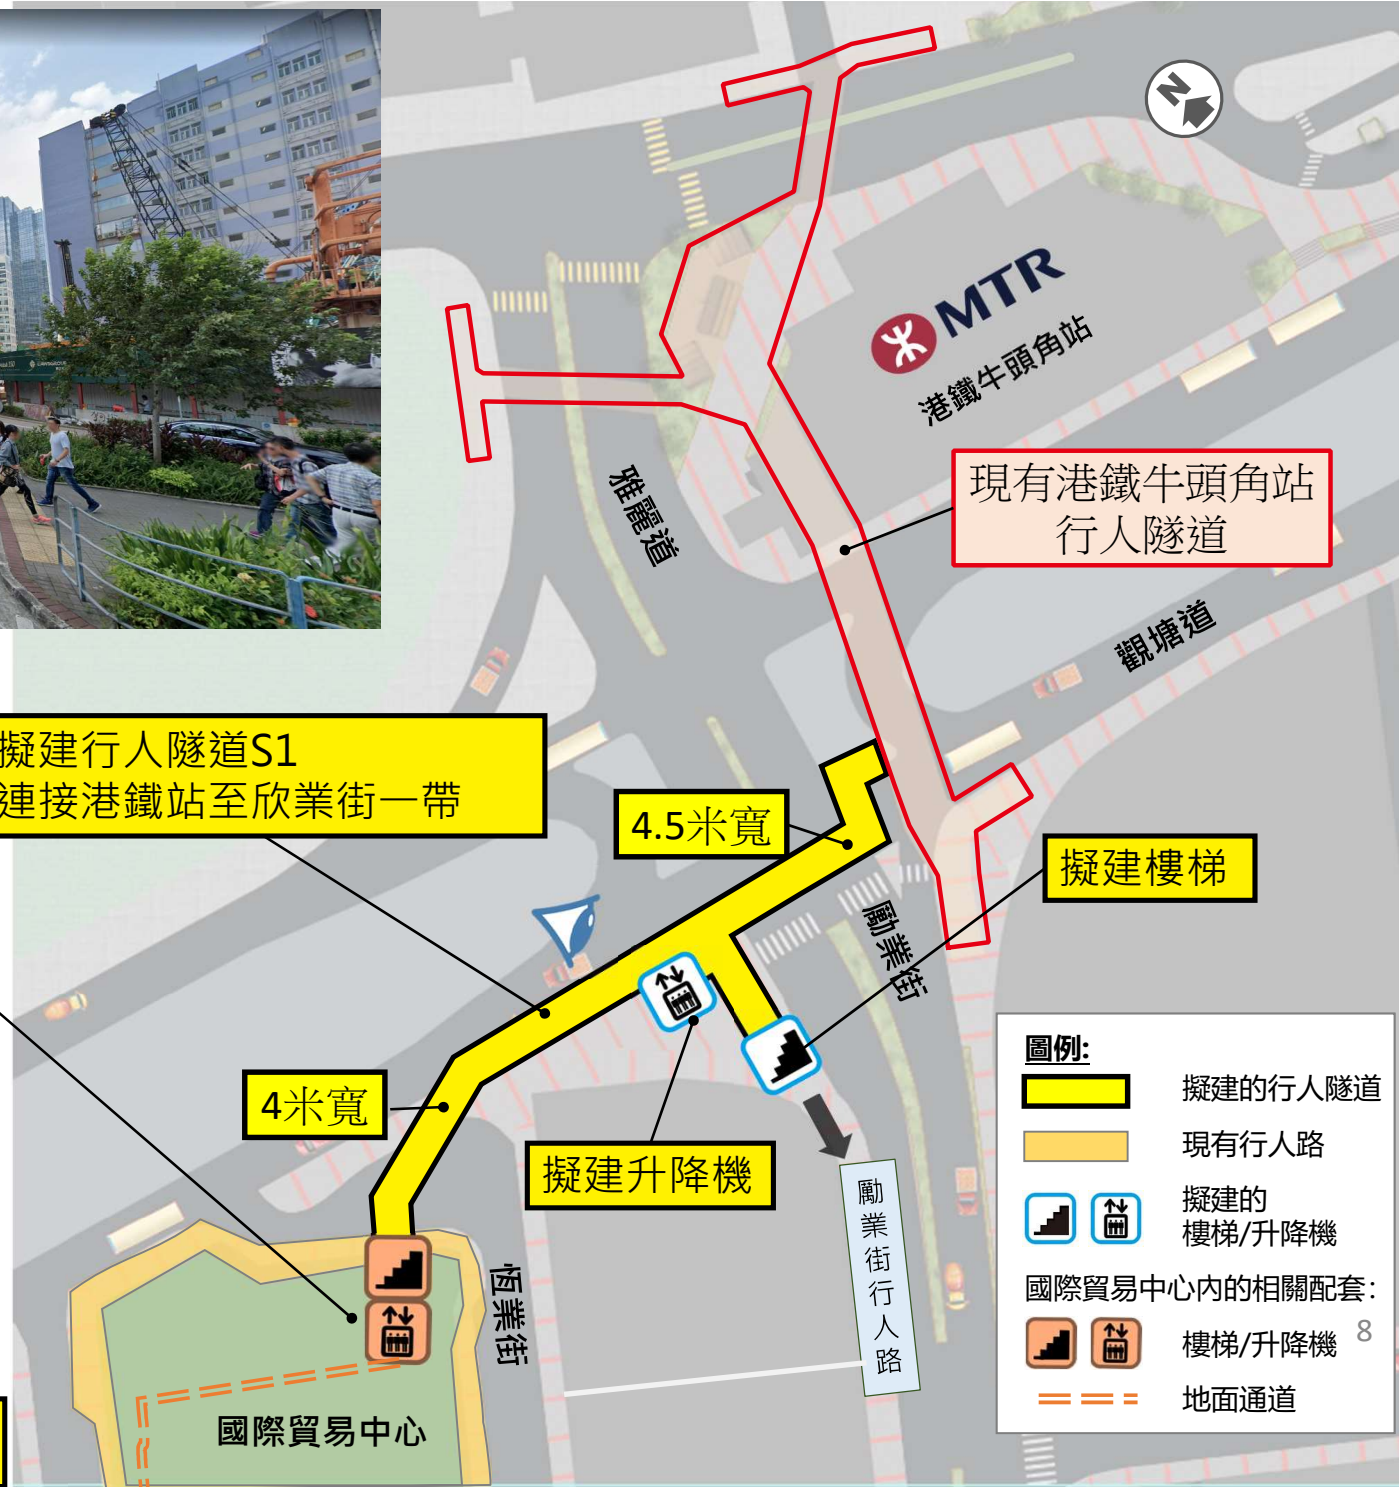 N
MTR
港鐵牛頭角站
現有港鐵牛頭角站
行人隧道
雅麗道
觀塘道
擬建行人隧道S1
連接港鐵站至欣業街一帶
4.5米寬
擬建樓梯
勵業街
4米寬
擬建升降機
勵業街行人路
恆業街
國際貿易中心
圖例:
擬建的行人隧道
現有行人路
擬建的
樓梯/升降機
國際貿易中心內的相關配套:
樓梯/升降機
地面通道
8